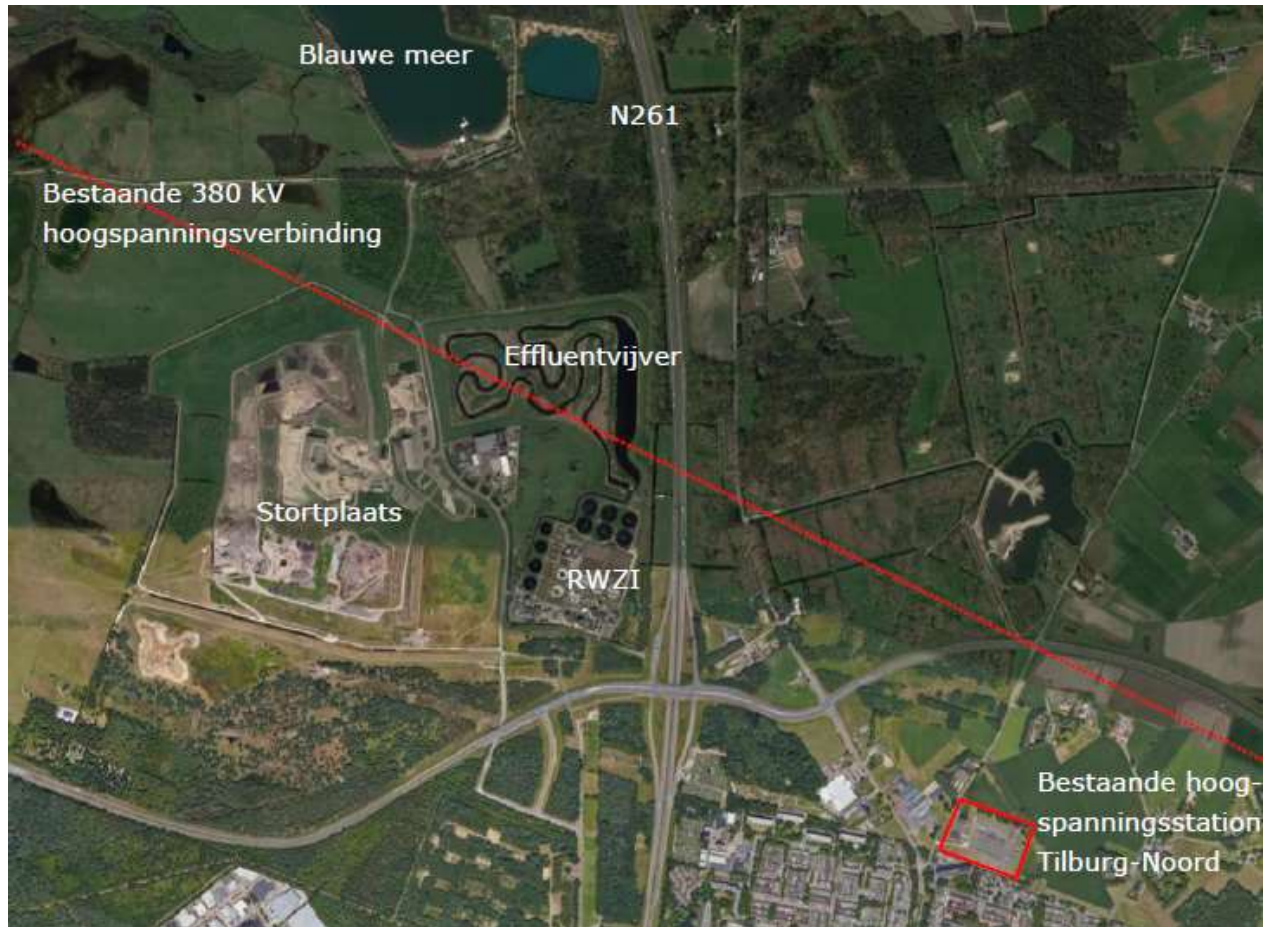 Blauwe meer
N261
Bestaande 380 kV
hoogspanningsverbinding
Effluentvijver
Stortplaats
RWZI
Bestaande hoog-
spanningsstation
Tilburg-Noord